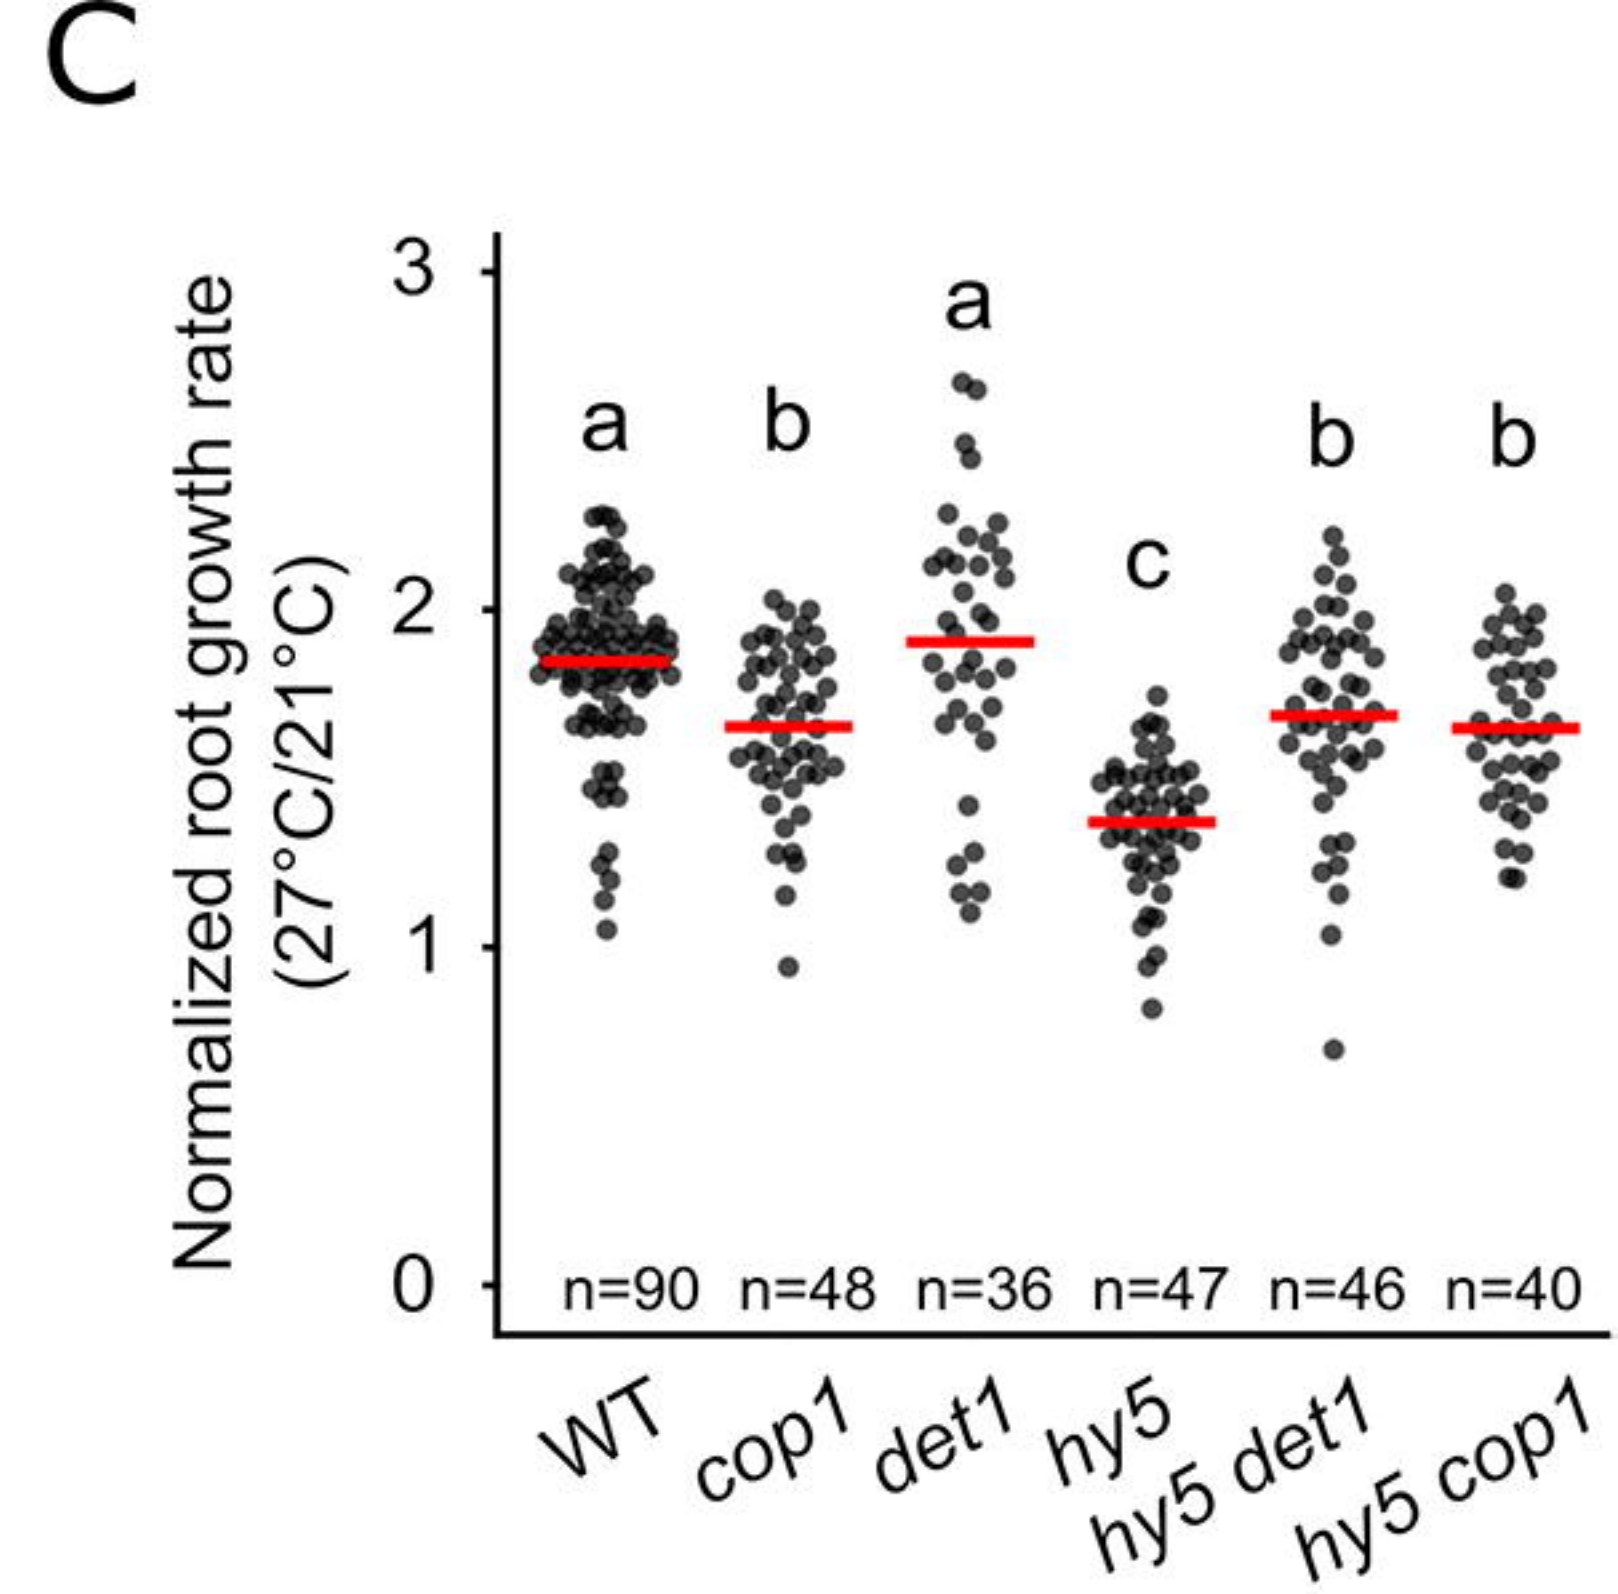 C
Normalized root growth rate
(27°C/21°C)
3
2
1
0
a
b
a
c
b
b
n=90
n=48
n=36
n=47
n=46
n=40
WT
cop1
det1
hy5
hy5 det1
hy5 cop1